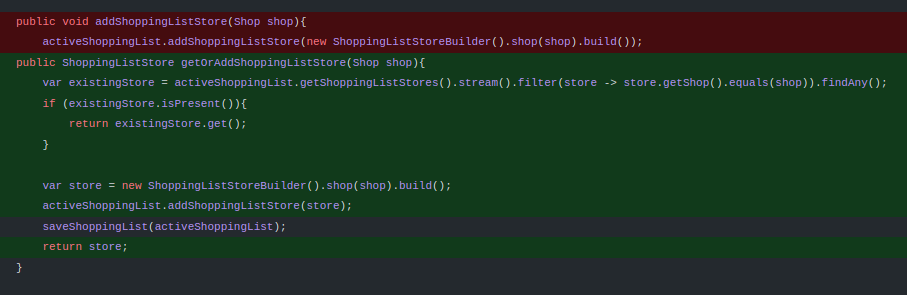 public void addShoppingListStore(Shop shop){
    activeShoppingList.addShoppingListStore(new ShoppingListStoreBuilder().shop(shop).build());
public ShoppingListStore getOrAddShoppingListStore(Shop shop){
    var existingStore = activeShoppingList.getShoppingListStores().stream().filter(store -> store.getShop().equals(shop)).findAny();
    if (existingStore.isPresent()){
        return existingStore.get();
    }
    var store = new ShoppingListStoreBuilder().shop(shop).build();
    activeShoppingList.addShoppingListStore(store);
    saveShoppingList(activeShoppingList);
    return store;
}